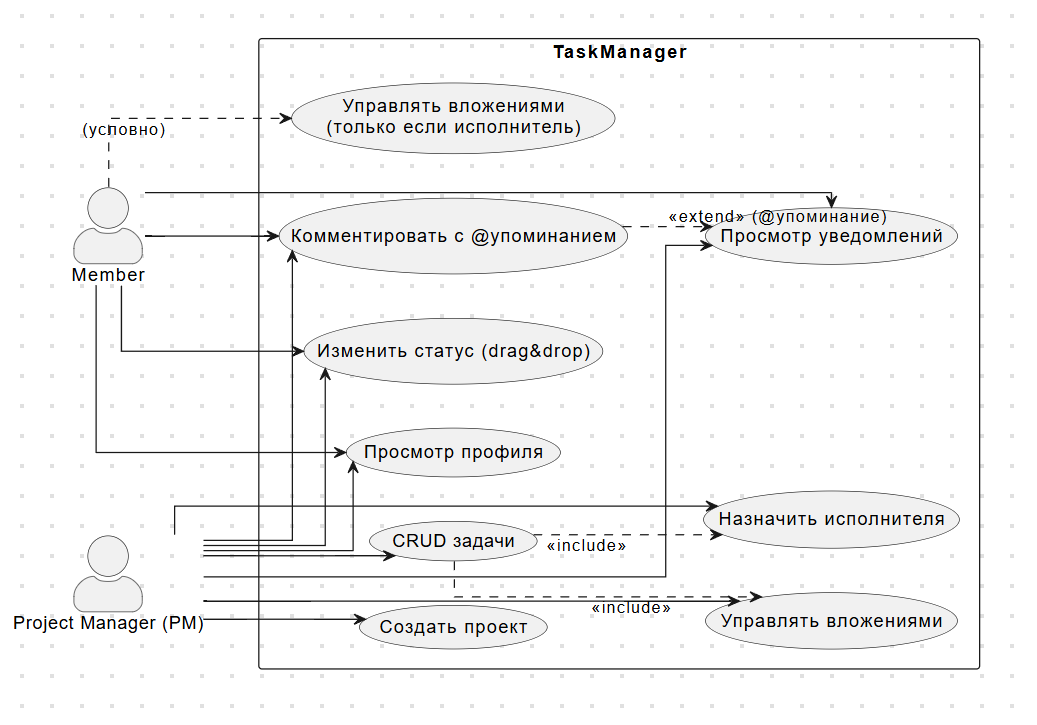 TaskManager
Управлять вложениями
(только если исполнитель)
(условно)
«extend» (@упоминание)
Комментировать с @упоминанием
Просмотр уведомлений
Member
Изменить статус (drag&drop)
Просмотр профиля
Назначить исполнителя
CRUD задачи
«include»
«include»
Project Manager (PM)
Создать проект
Управлять вложениями